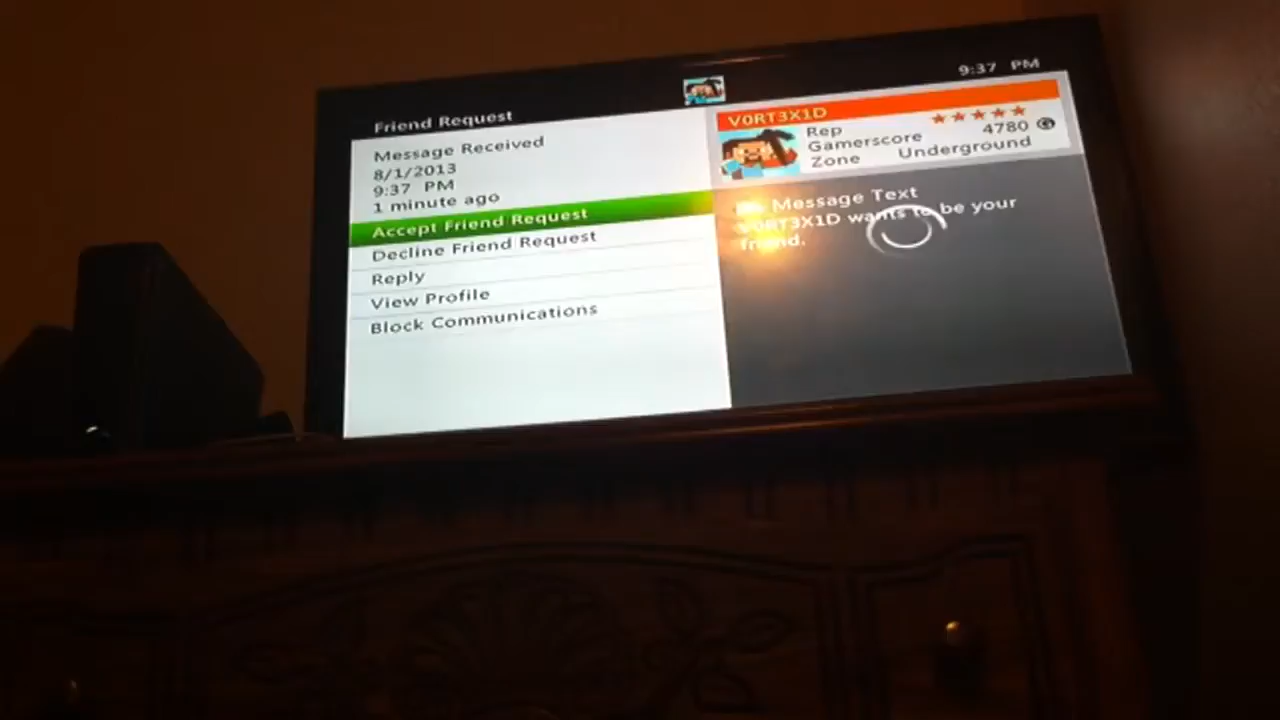 9:37 PM
Friend Request
Message Received
8/1/2013
9:37 PM
1 minute ago
Accept Friend Request
Decline Friend Request
Reply
View Profile
Block Communications
V0RT3X1D
Rep
Gamerscore 4780 G
Zone Underground
Message Text
V0RT3X1D wants to be your
friend.